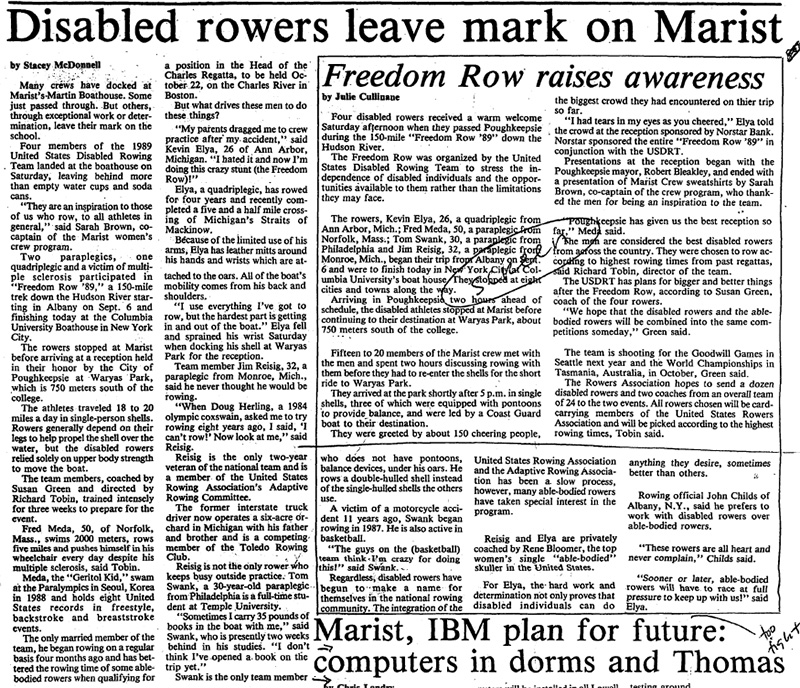 Disabled rowers leave mark on Marist
by Stacey McDonnell
Many crews have docked at
Marist's-Martin Boathouse. Some
just passed through. But others,
through exceptional work or deter-
mination, leave their mark on the
school.
Four members of the 1989
United States Disabled Rowing
Team landed at the boathouse on
Saturday, leaving behind more
than empty water cups and soda
cans.
"They are an inspiration to those
of us who row, to all athletes in
general," said Sarah Brown, co-
captain of the Marist women's
crew program.
Two paraplegics, one
quadriplegic and a victim of multi-
ple sclerosis participated in
"Freedom Row '89," a 150-mile
trek down the Hudson River start-
ing in Albany on Sept. 6 and
finishing today at the Columbia
University Boathouse in New York
City.
The rowers stopped at Marist
before arriving at a reception held
in their honor by the City of
Poughkeepsie at Waryas Park,
which is 750 meters south of the
college.
The athletes traveled 18 to 20
miles a day in single-person shells.
Rowers generally depend on their
legs to help propel the shell over the
water, but the disabled rowers
relied solely on upper body strength
to move the boat.
The team members, coached by
Susan Green and directed by
Richard Tobin, trained intensely
for three weeks to prepare for the
event.
Fred Meda, 50, of Norfolk,
Mass., swims 2000 meters, rows
five miles and pushes himself in his
wheelchair every day despite his
multiple sclerosis, said Tobin.
Meda, the "Geritol Kid," swam
at the Paralympics in Seoul, Korea
in 1988 and holds eight United
States records in freestyle,
backstroke and breaststroke
events.
The only married member of the
team, he began rowing on a regular
basis four months ago and has bet-
tered the rowing time of some able-
bodied rowers when qualifying for
a position in the Head of the
Charles Regatta, to be held Oc-
tober 22, on the Charles River in
Boston.
But what drives these men to do
these things?
"My parents dragged me to crew
practice after my accident," said
Kevin Elya, 26 of Ann Arbor,
Michigan. "I hated it and now I'm
doing this crazy stunt (the Freedom
Row)!"
Elya, a quadriplegic, has rowed
for four years and recently com-
pleted a five and a half mile cross-
ing of Michigan's Straits of
Mackinow.
Because of the limited use of his
arms, Elya has leather mitts around
his hands and wrists which are at-
tached to the oars. All of the boat's
mobility comes from his back and
shoulders.
"I use everything I've got to
row, but the hardest part is getting
in and out of the boat." Elya fell
and sprained his wrist Saturday
when docking his shell at Waryas
Park for the reception.
Team member Jim Reisig, 32, a
paraplegic from Monroe, Mich.,
said he never thought he would be
rowing.
"When Doug Herling, a 1984
olympic coxswain, asked me to try
rowing eight years ago, I said, 'I
can't row!' Now look at me," said
Reisig.
Reisig is the only two-year
veteran of the national team and is
a member of the United States
Rowing Association's Adaptive
Rowing Committee.
The former interstate truck
driver now operates a six-acre or-
chard in Michigan with his father
and brother and is a competing
member of the Toledo Rowing
Club.
Reisig is not the only rower who
keeps busy outside practice. Tom
Swank, a 30-year-old paraplegic
from Philadelphia is a full-time stu-
dent at Temple University.
"Sometimes I carry 35 pounds of
books in the boat with me," said
Swank, who is presently two weeks
behind in his studies. "I don't
think I've opened a book on the
trip yet."
Swank is the only team member
who does not have pontoons,
balance devices, under his oars. He
rows a double-hulled shell instead
of the single-hulled shells the others
use.
A victim of a motorcycle acci-
dent 11 years ago, Swank began
rowing in 1987. He is also active in
basketball.
"The guys on the (basketball)
team think I'm crazy for doing
this!" said Swank.
Regardless, disabled rowers have
begun to make a name for
themselves in the national rowing
community. The integration of the
United States Rowing Association
and the Adaptive Rowing Associa-
tion has been a slow process,
however, many able-bodied rowers
have taken special interest in the
program.
Reisig and Elya are privately
coached by Rene Bloomer, the top
women's single "able-bodied"
skuller in the United States.
For Elya, the hard work and
determination not only proves that
disabled individuals can do
anything they desire, sometimes
better than others.
Rowing official John Childs of
Albany, N.Y., said he prefers to
work with disabled rowers over
able-bodied rowers.
"These rowers are all heart and
never complain," Childs said.
"Sooner or later, able-bodied
rowers will have to race at full
pressure to keep up with us!" said
Elya.
Freedom Row raises awareness
by Julie Cullinane
Four disabled rowers received a warm welcome
Saturday afternoon when they passed Poughkeepsie
during the 150-mile "Freedom Row '89" down the
Hudson River.
The Freedom Row was organized by the United
States Disabled Rowing Team to stress the in-
dependence of disabled individuals and the oppor-
tunities available to them rather than the limitations
they may face.
The rowers, Kevin Elya, 26, a quadriplegic from
Ann Arbor, Mich.; Fred Meda, 50, a paraplegic from
Norfolk, Mass.; Tom Swank, 30, a paraplegic from
Philadelphia and Jim Reisig, 32, a paraplegic from
Monroe, Mich., began their trip from Albany on Sept.
6 and were to finish today in New York City at Col-
umbia University's boat house. They stopped at eight
cities and towns along the way.
Arriving in Poughkeepsie two hours ahead of
schedule, the disabled athletes stopped at Marist before
continuing to their destination at Waryas Park, about
750 meters south of the college.
Fifteen to 20 members of the Marist crew met with
the men and spent two hours discussing rowing with
them before they had to re-enter the shells for the short
ride to Waryas Park.
They arrived at the park shortly after 5 p.m. in single
shells, three of which were equipped with pontoons
to provide balance, and were led by a Coast Guard
boat to their destination.
They were greeted by about 150 cheering people,
the biggest crowd they had encountered on thier trip
so far.
"I had tears in my eyes as you cheered," Elya told
the crowd at the reception sponsored by Norstar Bank.
Norstar sponsored the entire "Freedom Row '89" in
conjunction with the USDRT.
Presentations at the reception began with the
Poughkeepsie mayor, Robert Bleakley, and ended with
a presentation of Marist Crew sweatshirts by Sarah
Brown, co-captain of the crew program, who thank-
ed the men for being an inspiration to the team.
"Poughkeepsie has given us the best reception so
far," Meda said.
The men are considered the best disabled rowers
from across the country. They were chosen to row ac-
cording to highest rowing times from past regattas,
said Richard Tobin, director of the team.
The USDRT has plans for bigger and better things
after the Freedom Row, according to Susan Green,
coach of the four rowers.
"We hope that the disabled rowers and the able-
bodied rowers will be combined into the same com-
petitions someday," Green said.
The team is shooting for the Goodwill Games in
Seattle next year and the World Championships in
Tasmania, Australia, in October, Green said.
The Rowers Association hopes to send a dozen
disabled rowers and two coaches from an overall team
of 24 to the two events. All rowers chosen will be card-
carrying members of the United States Rowers
Association and will be picked according to the highest
rowing times, Tobin said.
Marist, IBM plan for future:
computers in dorms and Thomas
too
tight
by Chris Landry